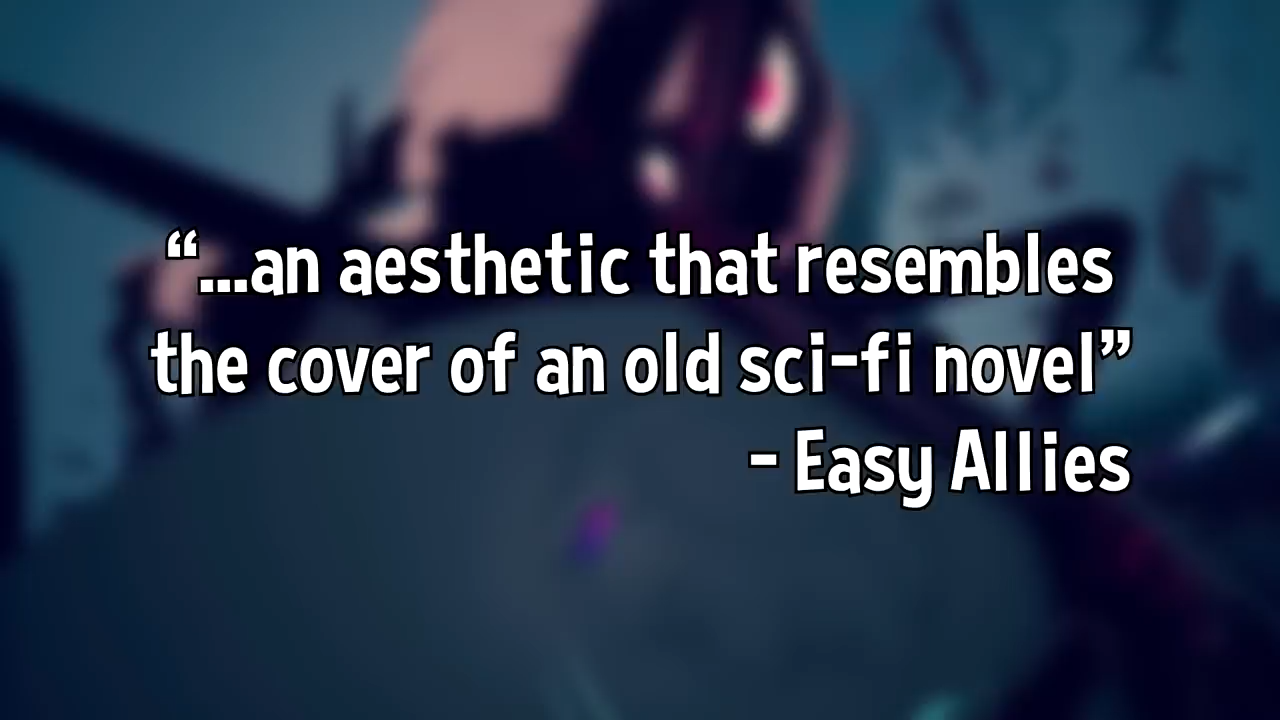 “...an aesthetic that resembles
the cover of an old sci-fi novel”
- Easy Allies